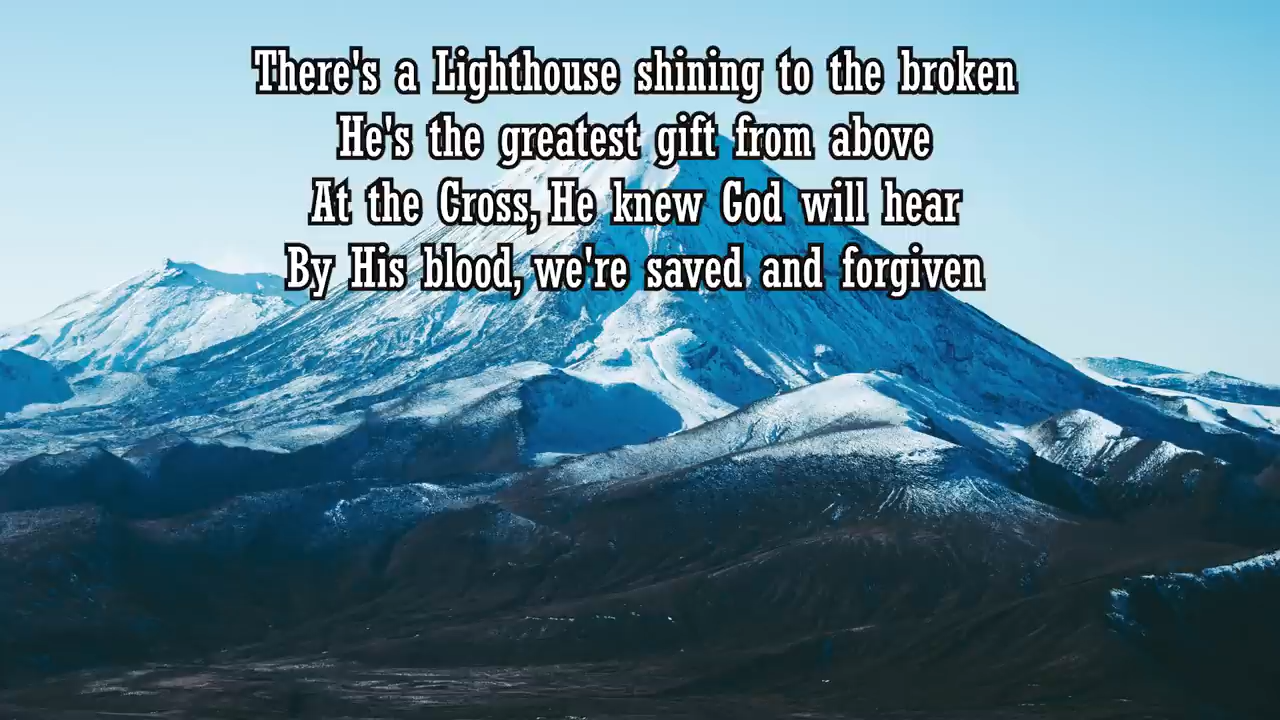 There's a Lighthouse shining to the broken
He's the greatest gift from above
At the Cross, He knew God will hear
By His blood, we're saved and forgiven